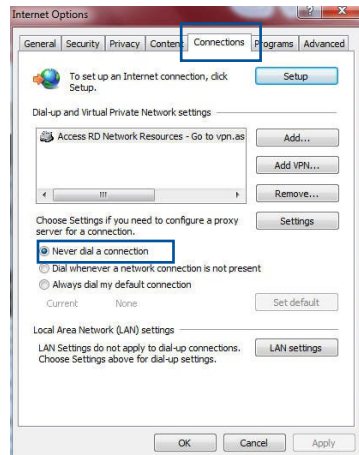 Internet Options
General Security Privacy Content Connections Programs Advanced
To set up an Internet connection, click
Setup.
Setup
Dial-up and Virtual Private Network settings
Access RD Network Resources - Go to vpn.as
Add...
Add VPN...
Remove...
Choose Settings if you need to configure a proxy
server for a connection.
Settings
Never dial a connection
Dial whenever a network connection is not present
Always dial my default connection
Current None
Set default
Local Area Network (LAN) settings
LAN Settings do not apply to dial-up connections.
Choose Settings above for dial-up settings.
LAN settings
OK Cancel Apply